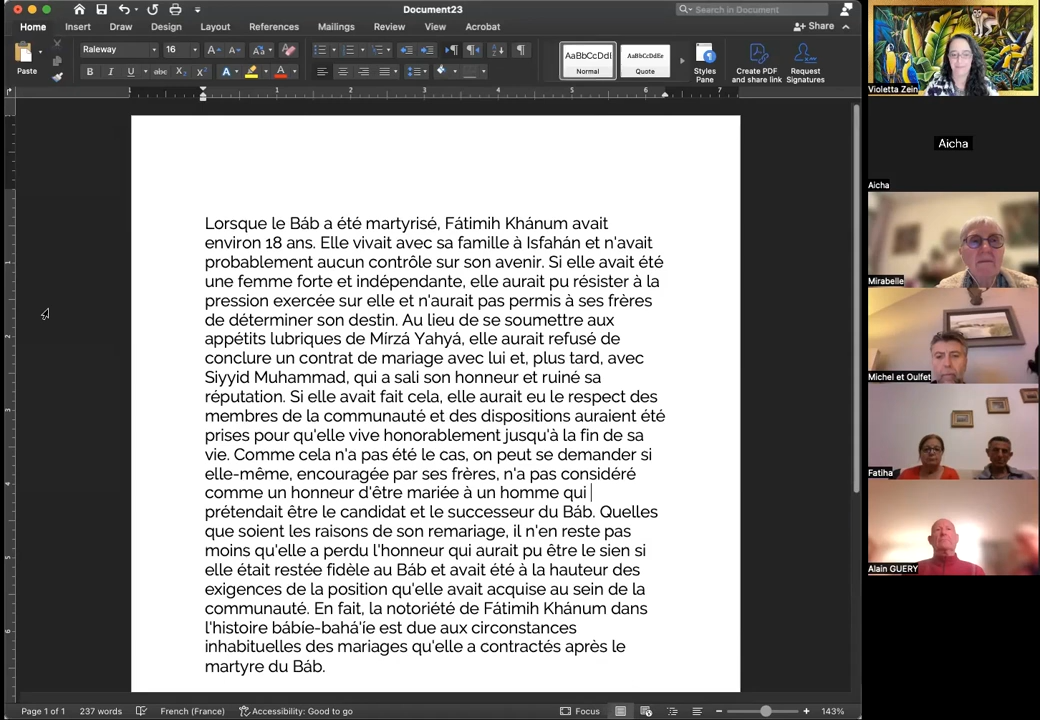 Document23
Search in Document
Home Insert Draw Design Layout References Mailings Review View Acrobat
Share
Paste
Raleway
16
AaBbCcDdI
Normal
AaBbCcDdEe
Quote
Styles
Pane
Create PDF
and share link
Request
Signatures
Lorsque le Báb a été martyrisé, Fátimih Khánum avait
environ 18 ans. Elle vivait avec sa famille à Isfahán et n'avait
probablement aucun contrôle sur son avenir. Si elle avait été
une femme forte et indépendante, elle aurait pu résister à la
pression exercée sur elle et n'aurait pas permis à ses frères
de déterminer son destin. Au lieu de se soumettre aux
appétits lubriques de Mírzá Yahyá, elle aurait refusé de
conclure un contrat de mariage avec lui et, plus tard, avec
Siyyid Muhammad, qui a sali son honneur et ruiné sa
réputation. Si elle avait fait cela, elle aurait eu le respect des
membres de la communauté et des dispositions auraient été
prises pour qu'elle vive honorablement jusqu'à la fin de sa
vie. Comme cela n'a pas été le cas, on peut se demander si
elle-même, encouragée par ses frères, n'a pas considéré
comme un honneur d'être mariée à un homme qui
prétendait être le candidat et le successeur du Báb. Quelles
que soient les raisons de son remariage, il n'en reste pas
moins qu'elle a perdu l'honneur qui aurait pu être le sien si
elle était restée fidèle au Báb et avait été à la hauteur des
exigences de la position qu'elle avait acquise au sein de la
communauté. En fait, la notoriété de Fátimih Khánum dans
l'histoire bábíe-bahá'íe est due aux circonstances
inhabituelles des mariages qu'elle a contractés après le
martyre du Báb.
Page 1 of 1
237 words
French (France)
Accessibility: Good to go
Focus
143%
Violetta Zein
Aicha
Aicha
Mirabelle
Michel et Oulfet
Fatiha
Alain GUERY